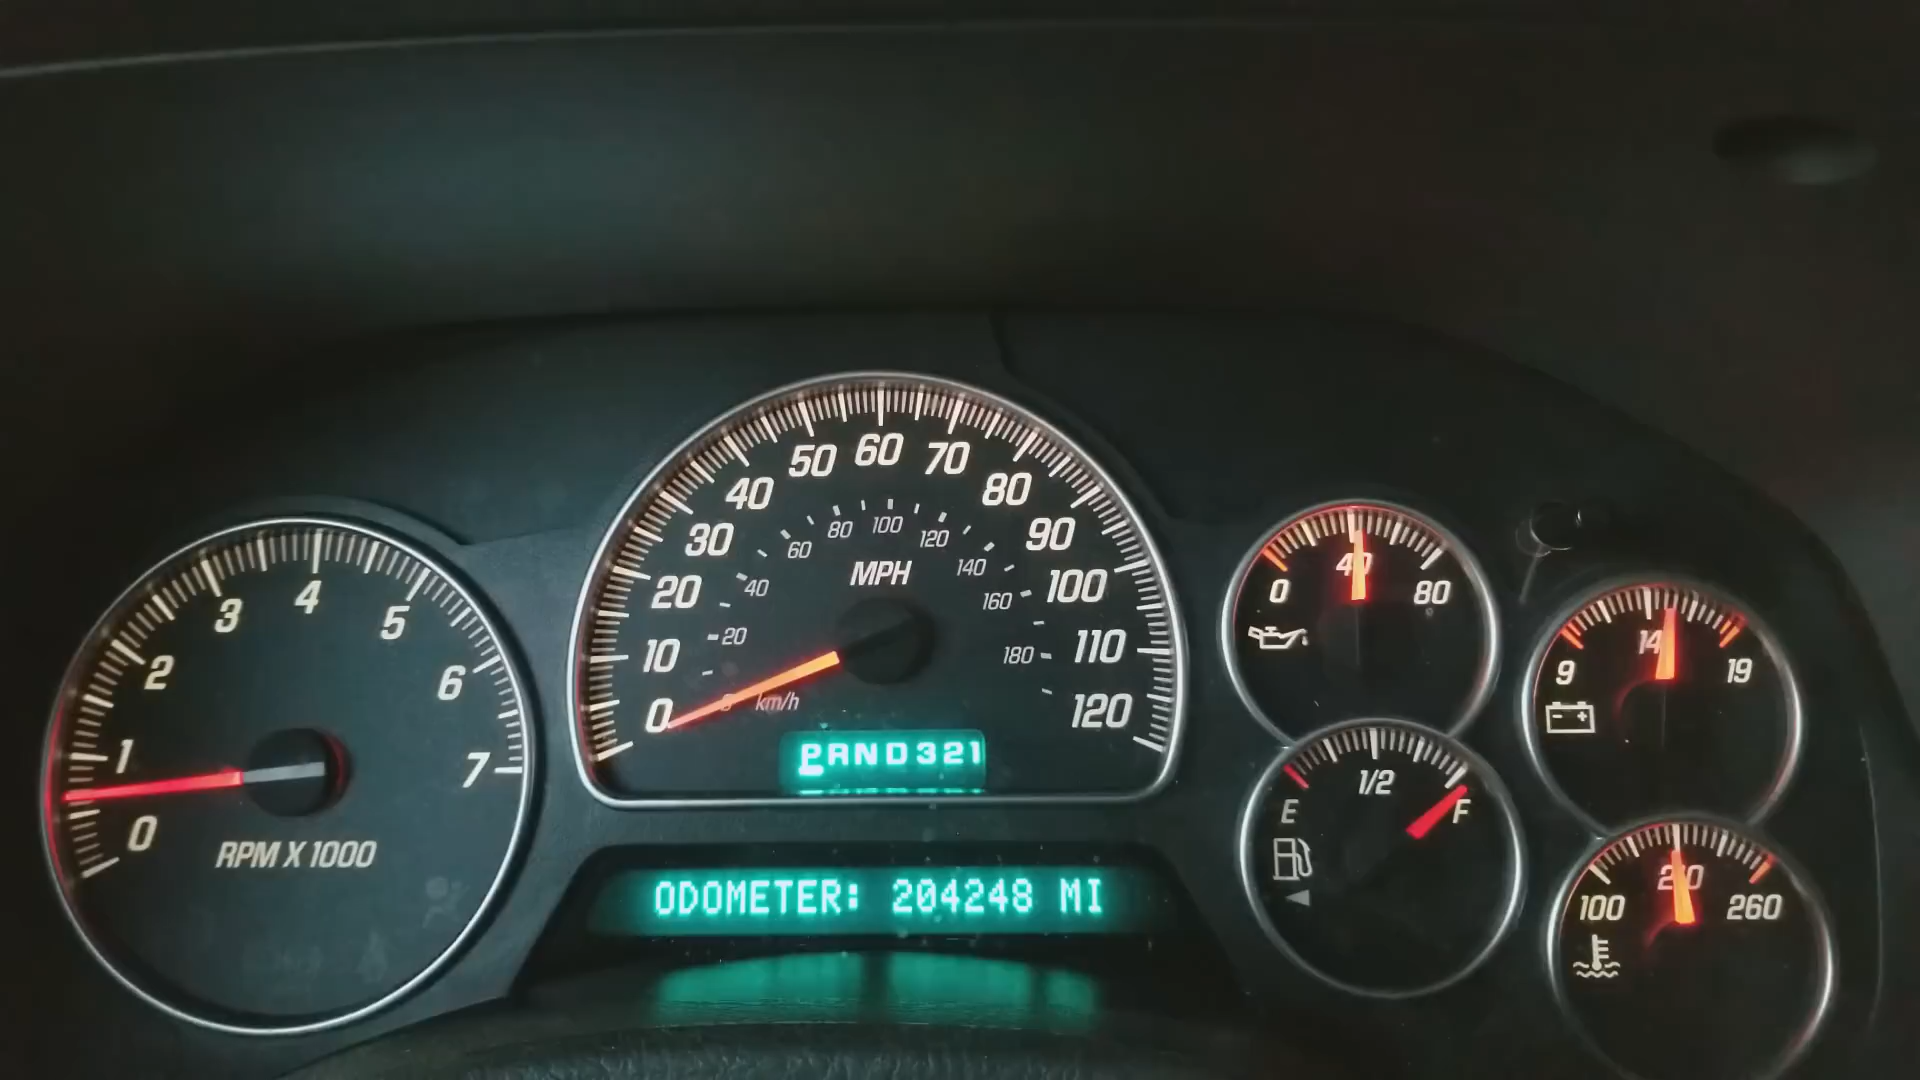 0 1 2 3 4 5 6 7
RPM X 1000
0 10 20 30 40 50 60 70 80 90 100 110 120
MPH
20 40 60 80 100 120 140 160 180
km/h
PRND321
ODOMETER: 204248 MI
0 40 80
E 1/2 F
9 14 19
100 210 260